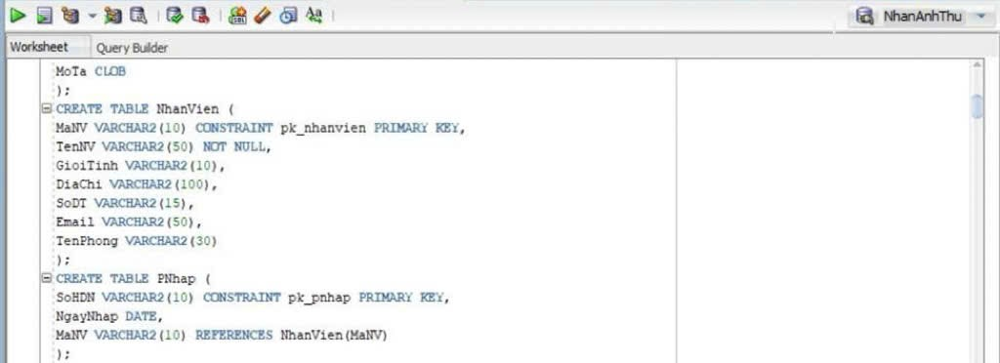 NhanAnhThu
Worksheet Query Builder
MoTa CLOB
);
CREATE TABLE NhanVien (
MaNV VARCHAR2(10) CONSTRAINT pk_nhanvien PRIMARY KEY,
TenNV VARCHAR2(50) NOT NULL,
GioiTinh VARCHAR2(10),
DiaChi VARCHAR2(100),
SoDT VARCHAR2(15),
Email VARCHAR2(50),
TenPhong VARCHAR2(30)
);
CREATE TABLE PNhap (
SoHDN VARCHAR2(10) CONSTRAINT pk_pnhap PRIMARY KEY,
NgayNhap DATE,
MaNV VARCHAR2(10) REFERENCES NhanVien(MaNV)
);